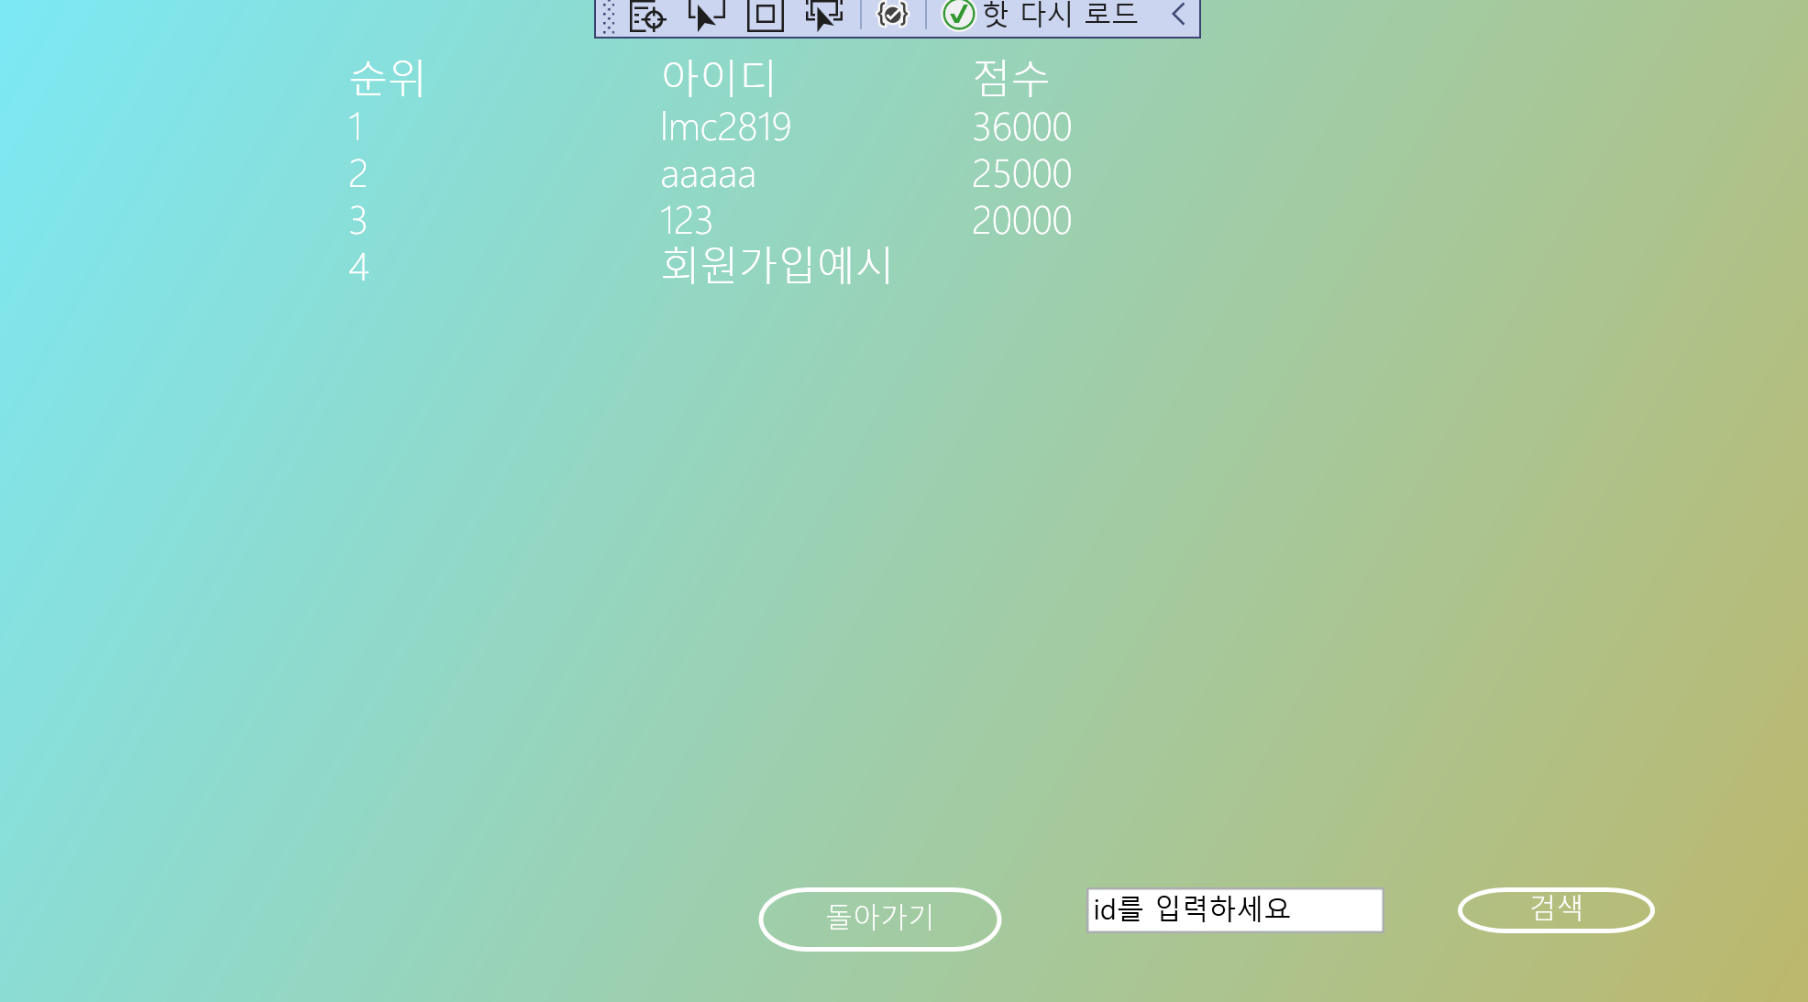 핫 다시 로드
순위 아이디 점수
1 lmc2819 36000
2 aaaaa 25000
3 123 20000
4 회원가입예시
돌아가기 id를 입력하세요 검색